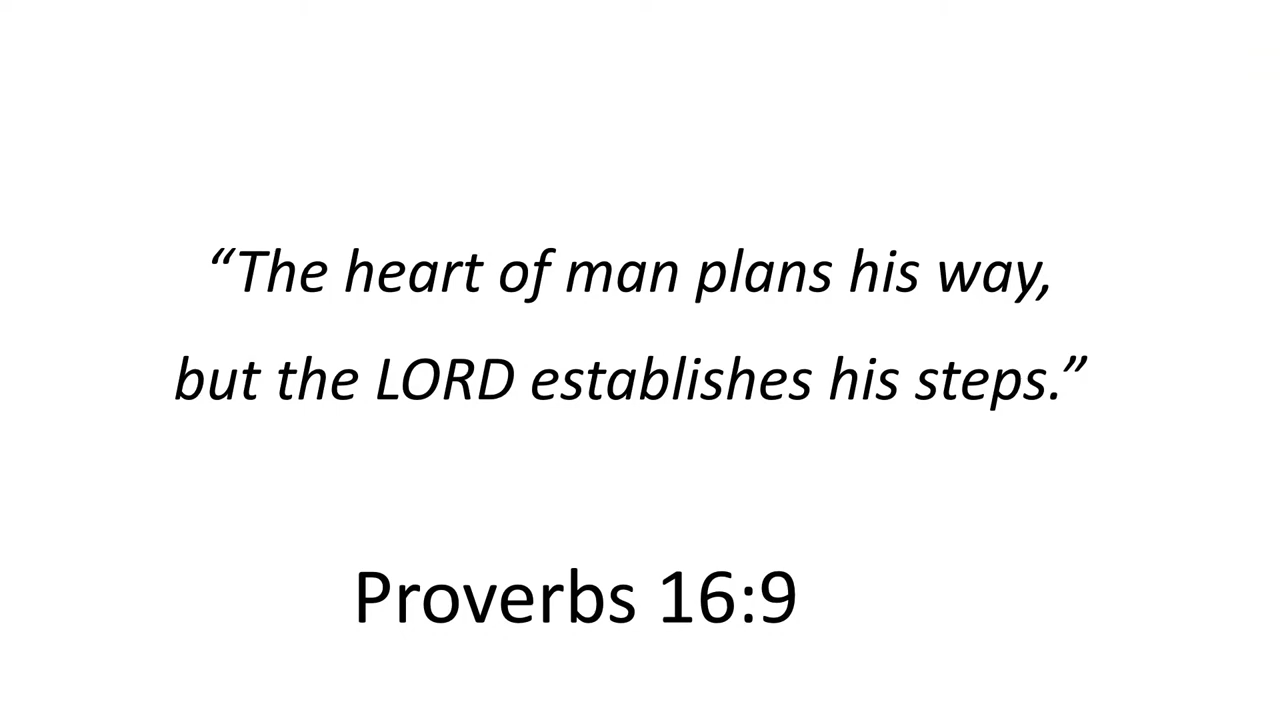 “The heart of man plans his way,
but the LORD establishes his steps.”
Proverbs 16:9